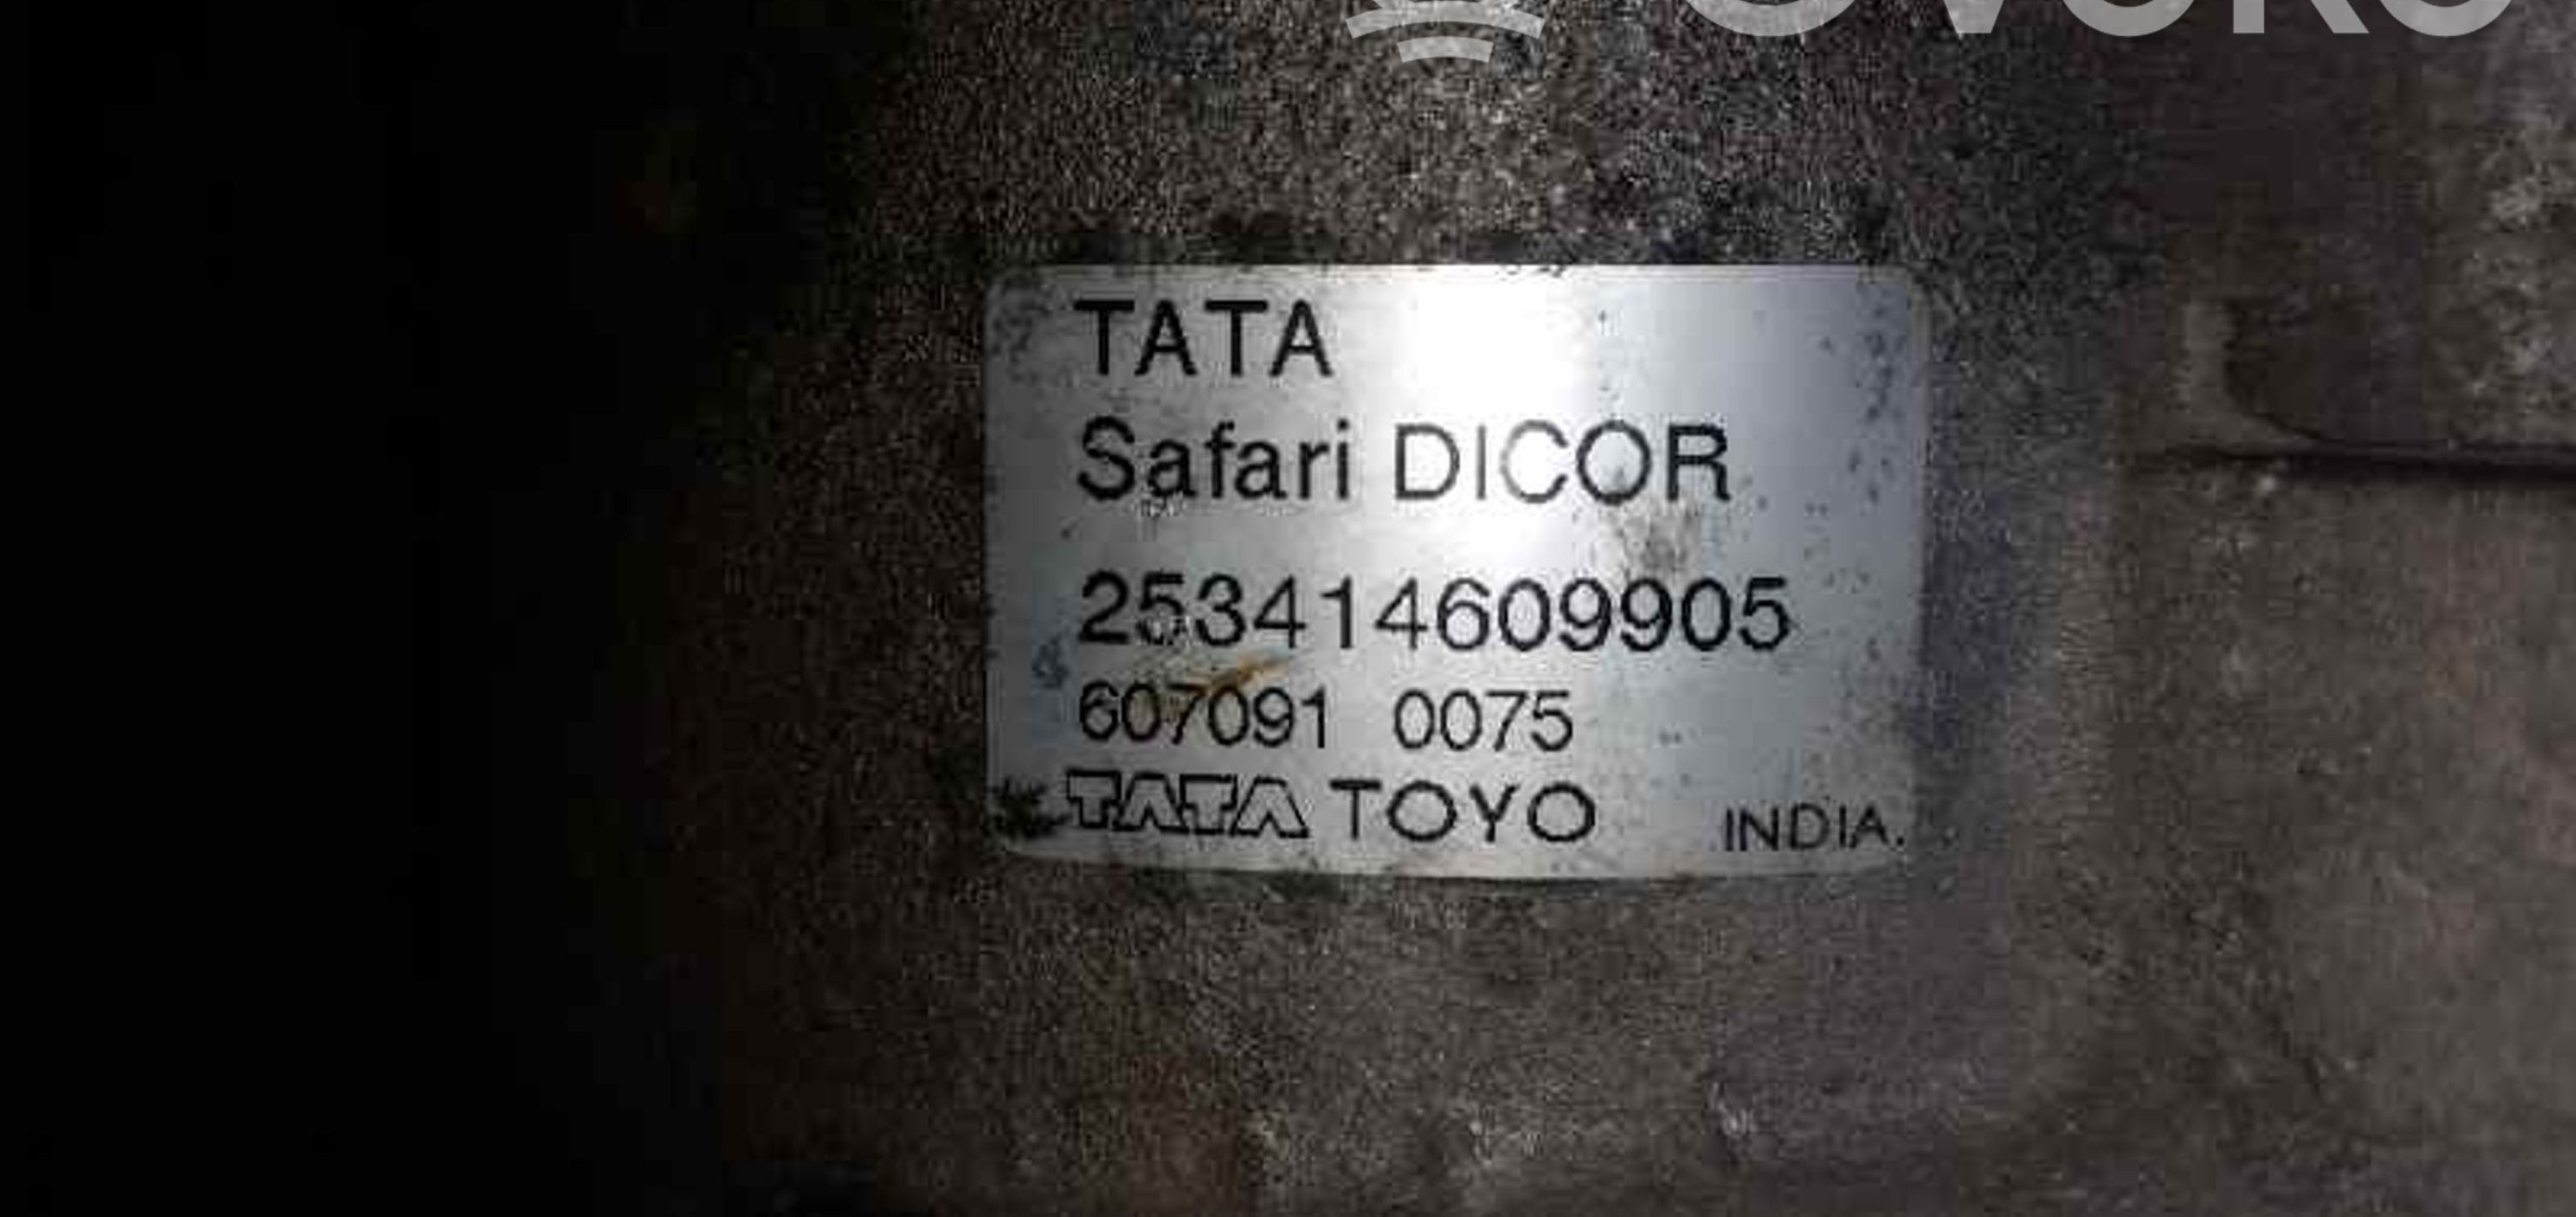 TATA
Safari DICOR
253414609905
607091 0075
TATA TOYO INDIA.